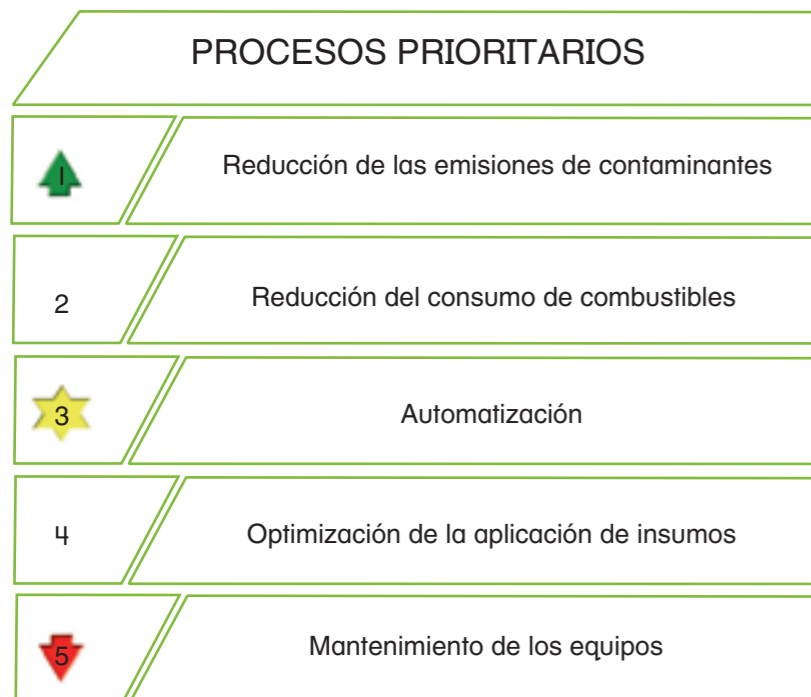 PROCESOS PRIORITARIOS
1 Reducción de las emisiones de contaminantes
2 Reducción del consumo de combustibles
3 Automatización
4 Optimización de la aplicación de insumos
5 Mantenimiento de los equipos